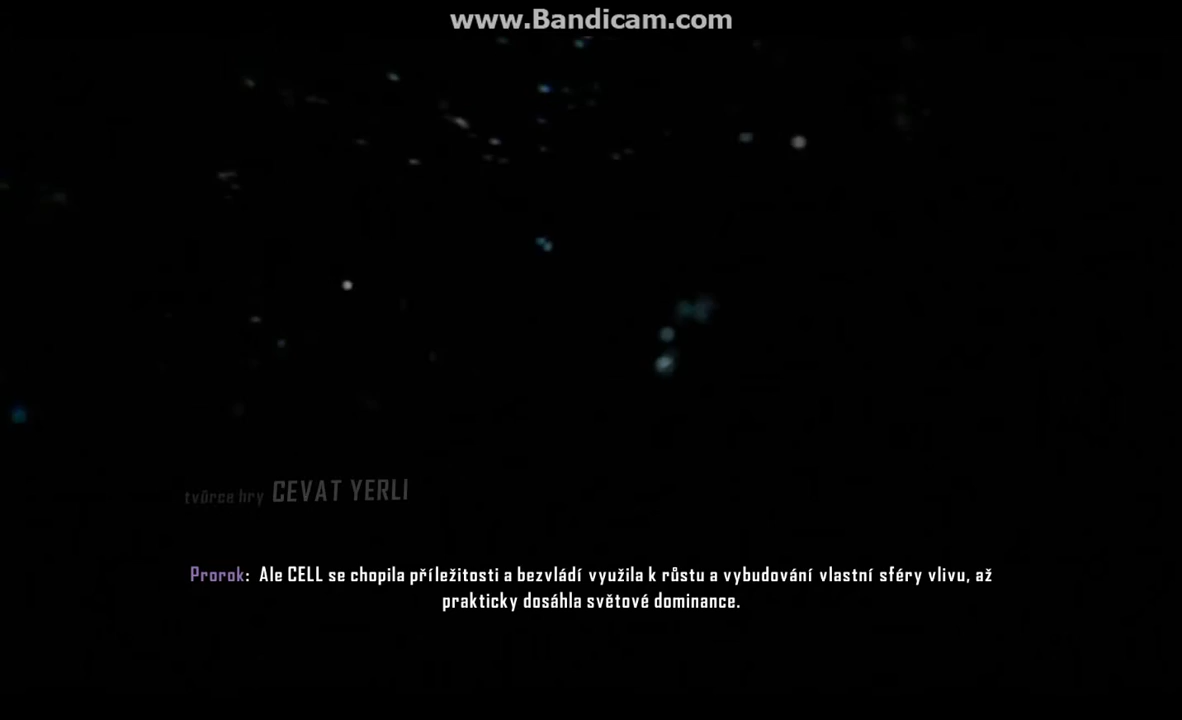 www.Bandicam.com
tvůrce hry CEVAT YERLI
Prorok: Ale CELL se chopila příležitosti a bezvládí využila k růstu a vybudování vlastní sféry vlivu, až
prakticky dosáhla světové dominance.